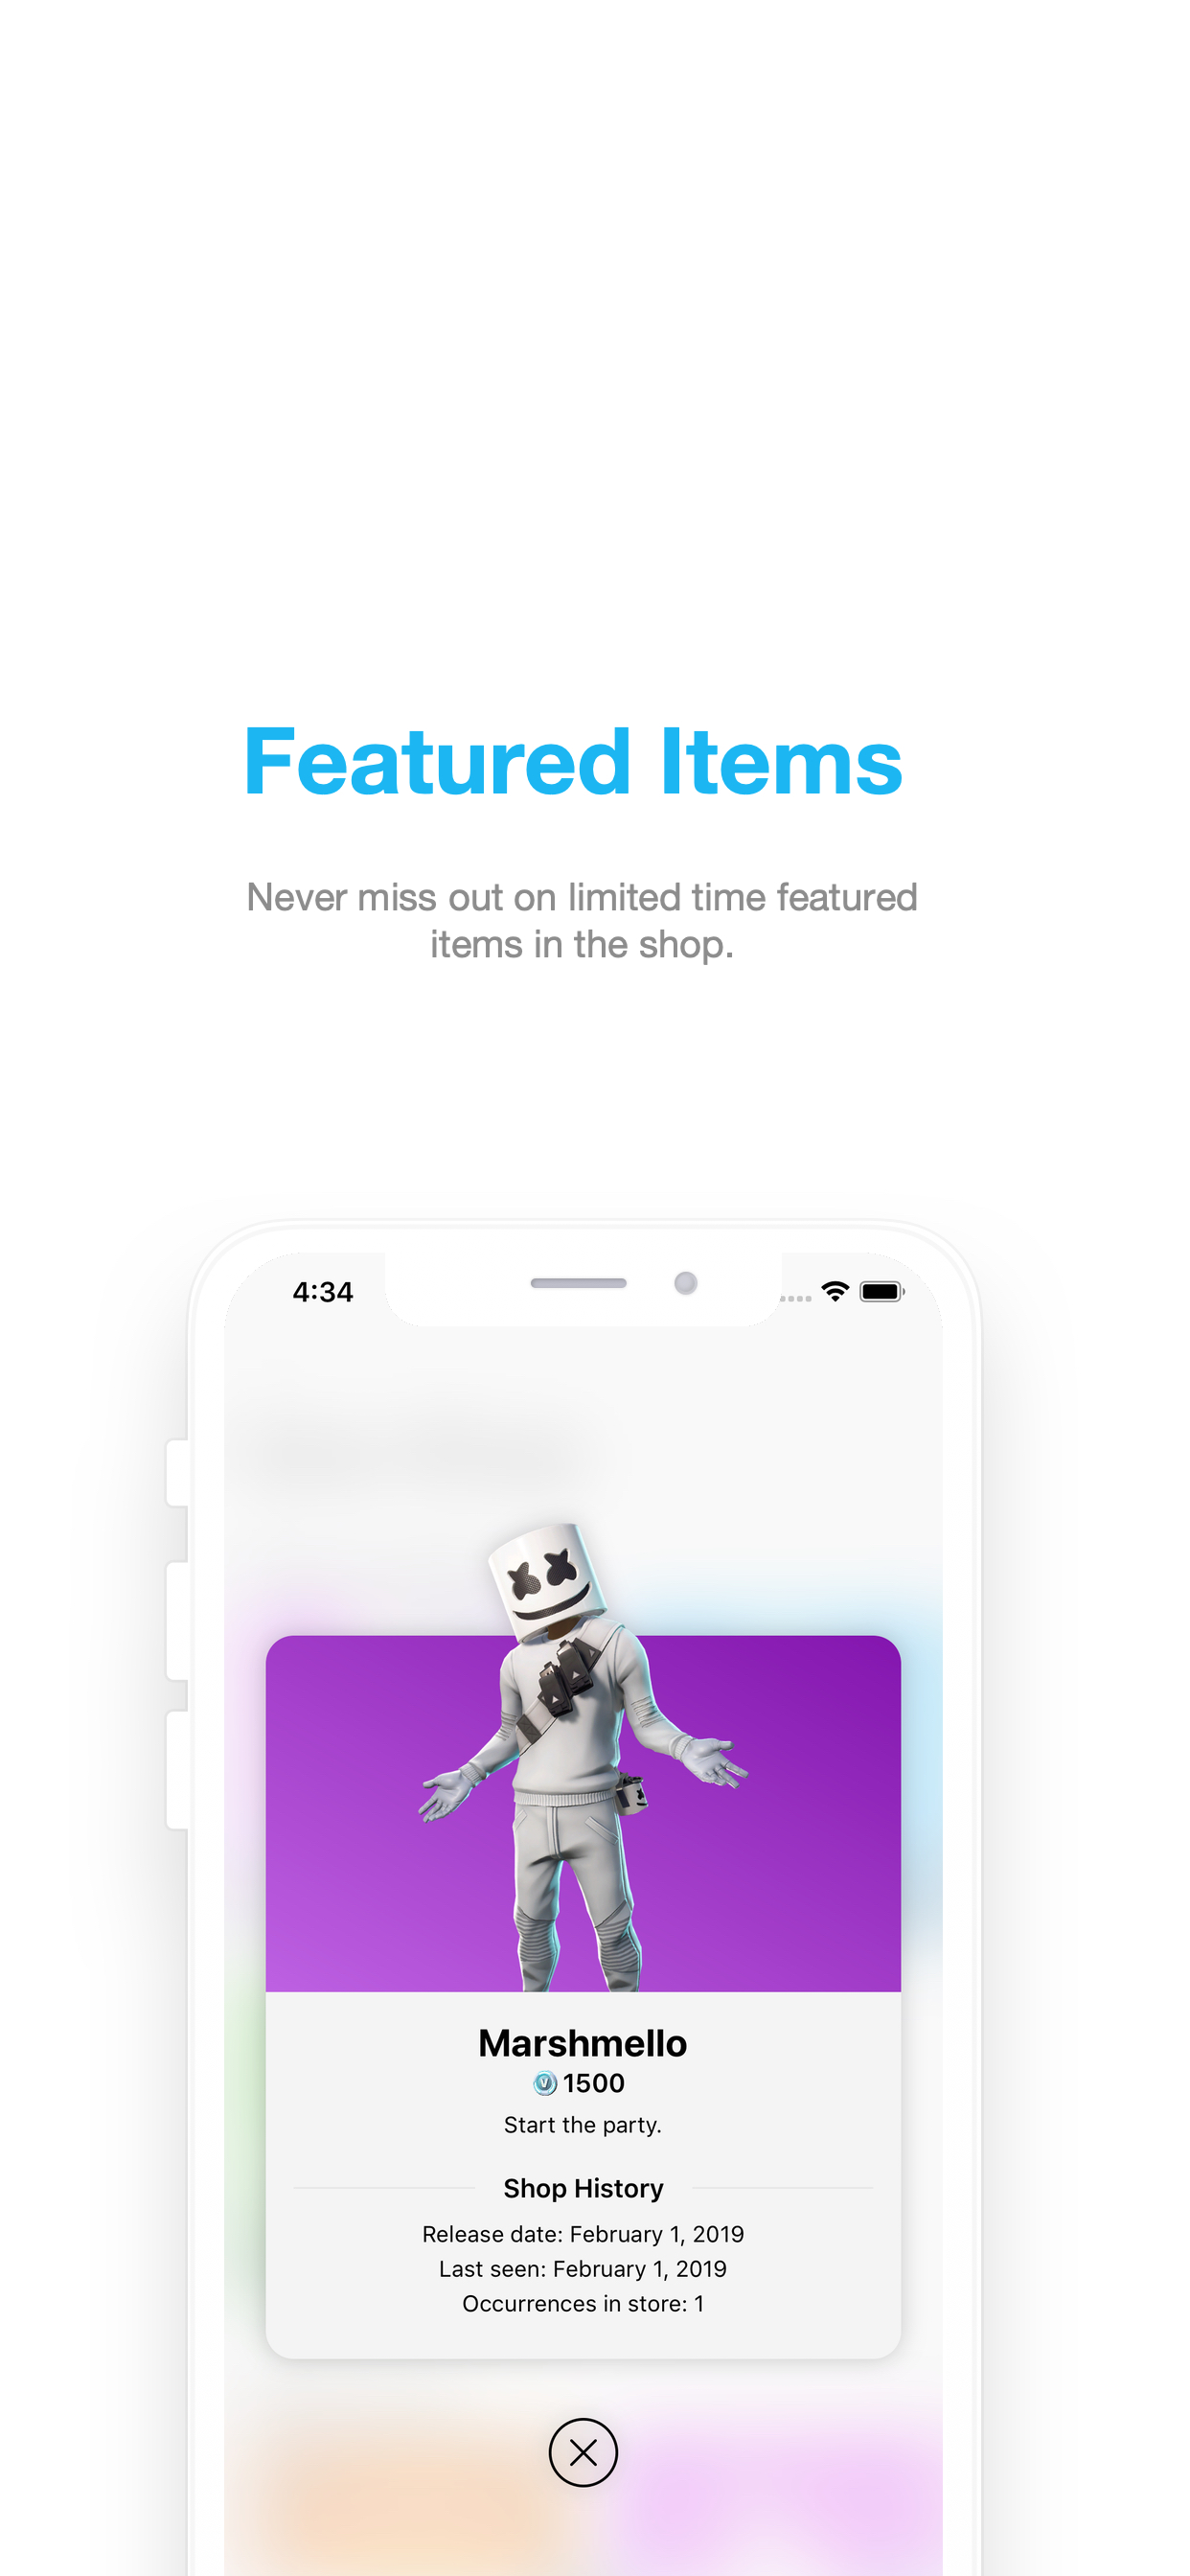 Featured Items
Never miss out on limited time featured
items in the shop.
4:34
Marshmello
1500
Start the party.
Shop History
Release date: February 1, 2019
Last seen: February 1, 2019
Occurrences in store: 1